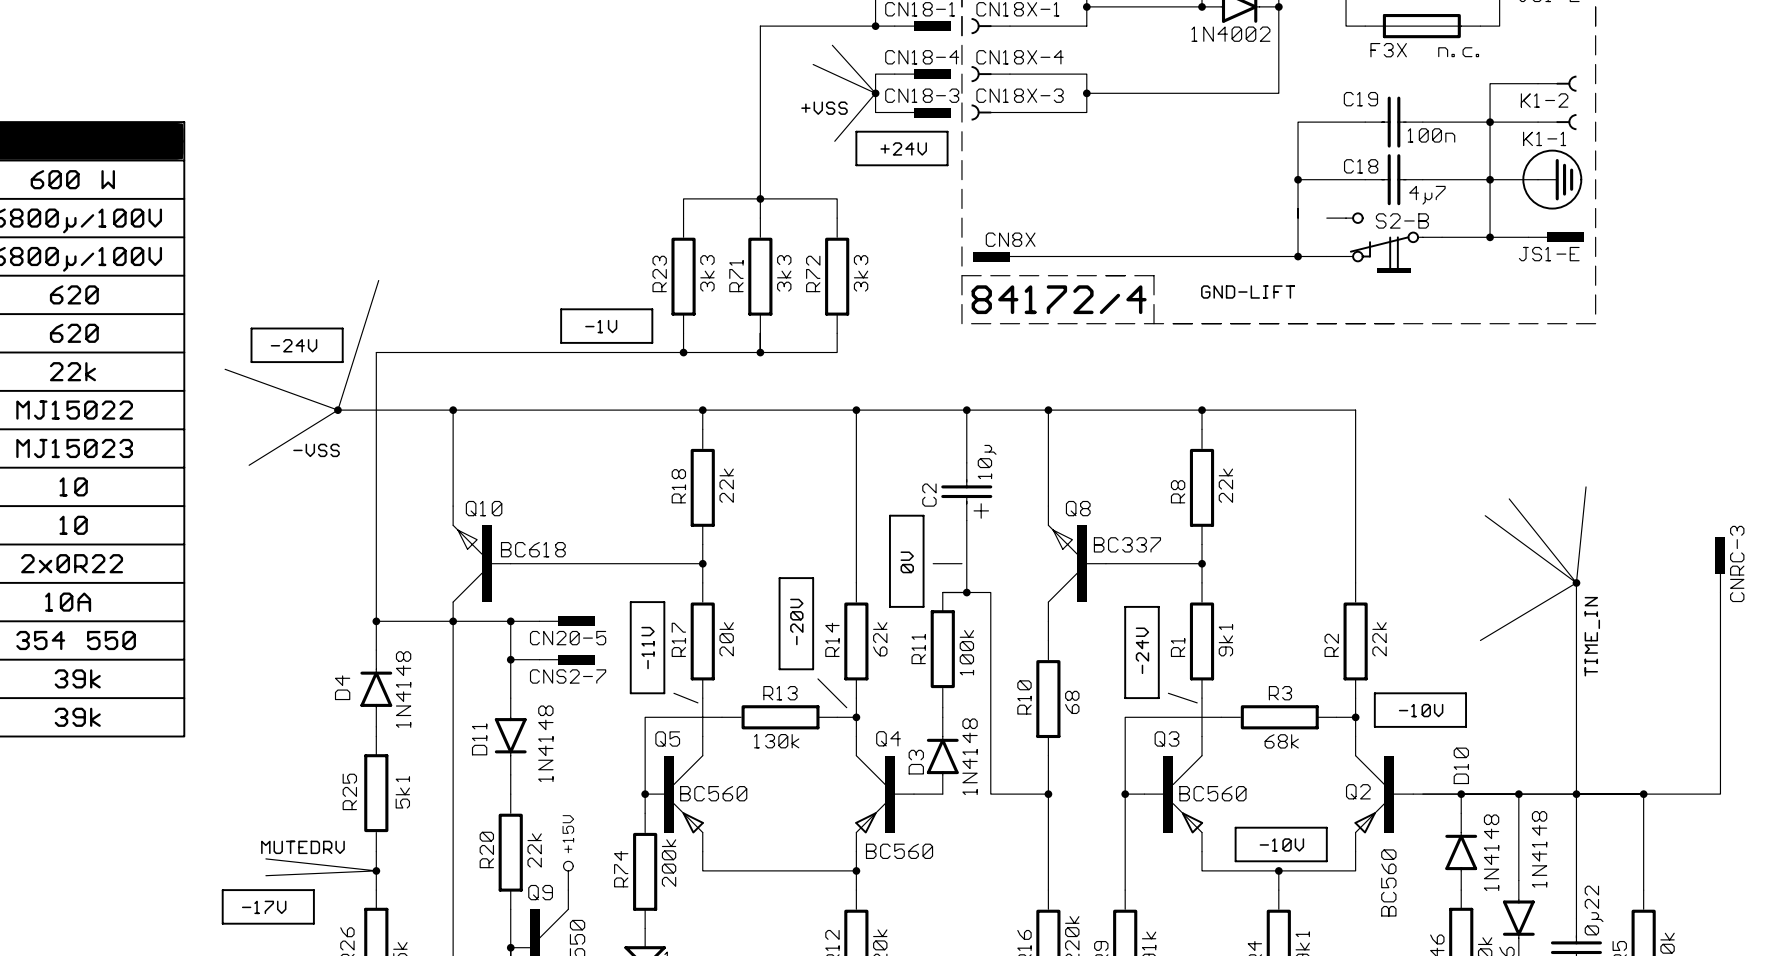 CN18-1
CN18X-1
1N4002
F3X n.c.
CN18-4
CN18X-4
CN18-3
CN18X-3
+VSS
+24V
C19
100n
K1-2
K1-1
C18
4µ7
S2-B
JS1-E
CN8X
84172/4
GND-LIFT
600 W
6800µ/100V
6800µ/100V
620
620
22k
MJ15022
MJ15023
10
10
2x0R22
10A
354 550
39k
39k
R23
3k3
R71
3k3
R72
3k3
-1V
-24V
-VSS
Q10
BC618
R18
22k
C2
10µ
+
Q8
BC337
R8
22k
0V
CNRC-3
TIME_IN
CN20-5
CNS2-7
-11V
R17
20k
-20V
R14
62k
R11
100k
R10
68
-24V
R1
9k1
R2
22k
D4
1N4148
D11
1N4148
R13
130k
R3
68k
-10V
Q5
BC560
Q4
BC560
D3
1N4148
Q3
BC560
Q2
BC560
D10
1N4148
1N4148
R25
5k1
MUTEDRV
-17V
R20
22k
+15V
Q9
R74
200k
-10V
0µ22